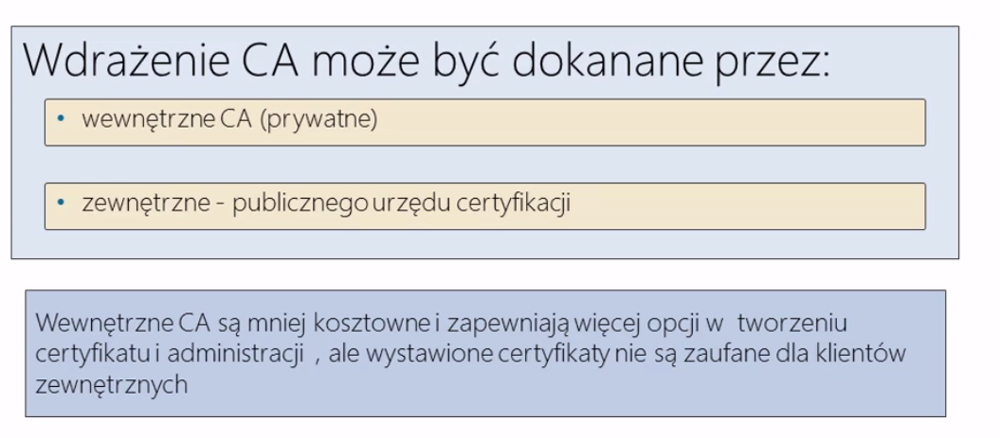 Wdrażenie CA może być dokanane przez:
• wewnętrzne CA (prywatne)
• zewnętrzne - publicznego urzędu certyfikacji
Wewnętrzne CA są mniej kosztowne i zapewniają więcej opcji w tworzeniu
certyfikatu i administracji , ale wystawione certyfikaty nie są zaufane dla klientów
zewnętrznych